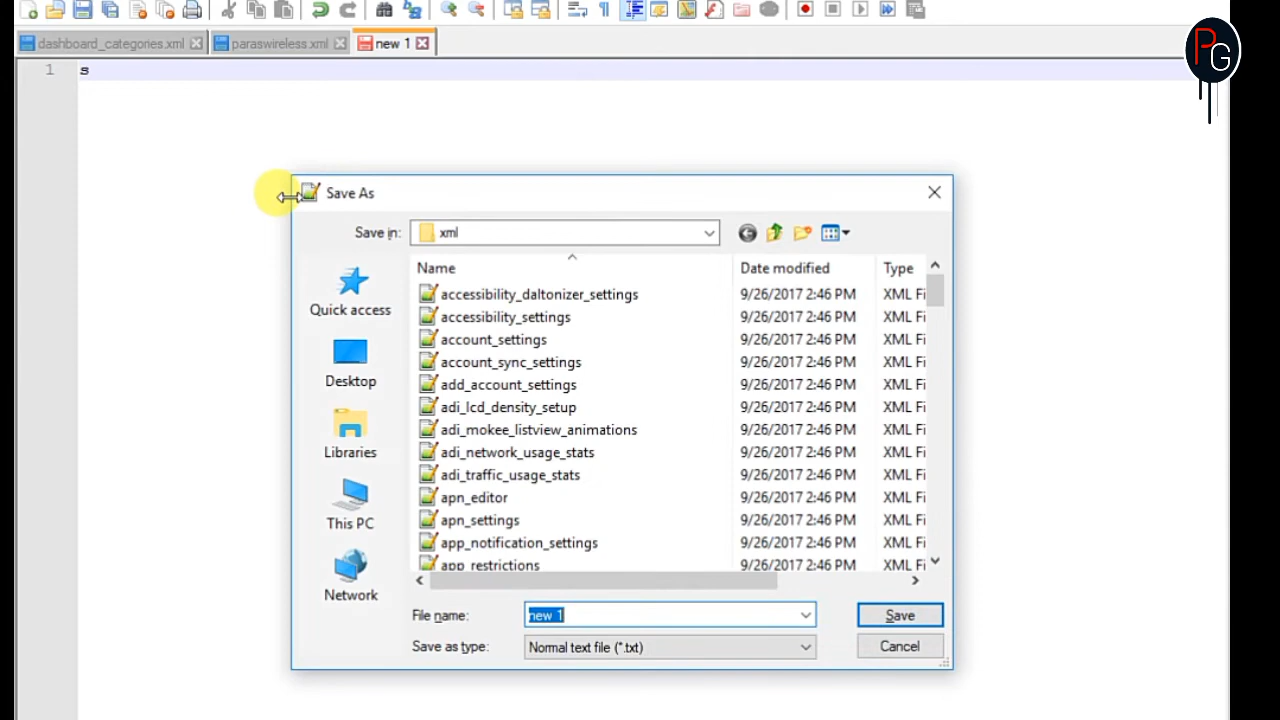 dashboard_categories.xml paraswireless.xml new 1
PG
1 s
Save As
Save in: xml
Name Date modified Type
accessibility_daltonizer_settings 9/26/2017 2:46 PM XML Fi
accessibility_settings 9/26/2017 2:46 PM XML Fi
account_settings 9/26/2017 2:46 PM XML Fi
account_sync_settings 9/26/2017 2:46 PM XML Fi
add_account_settings 9/26/2017 2:46 PM XML Fi
adi_lcd_density_setup 9/26/2017 2:46 PM XML Fi
adi_mokee_listview_animations 9/26/2017 2:46 PM XML Fi
adi_network_usage_stats 9/26/2017 2:46 PM XML Fi
adi_traffic_usage_stats 9/26/2017 2:46 PM XML Fi
apn_editor 9/26/2017 2:46 PM XML Fi
apn_settings 9/26/2017 2:46 PM XML Fi
app_notification_settings 9/26/2017 2:46 PM XML Fi
app_restrictions 9/26/2017 2:46 PM XML Fi
Quick access
Desktop
Libraries
This PC
Network
File name: new 1 Save
Save as type: Normal text file (*.txt) Cancel